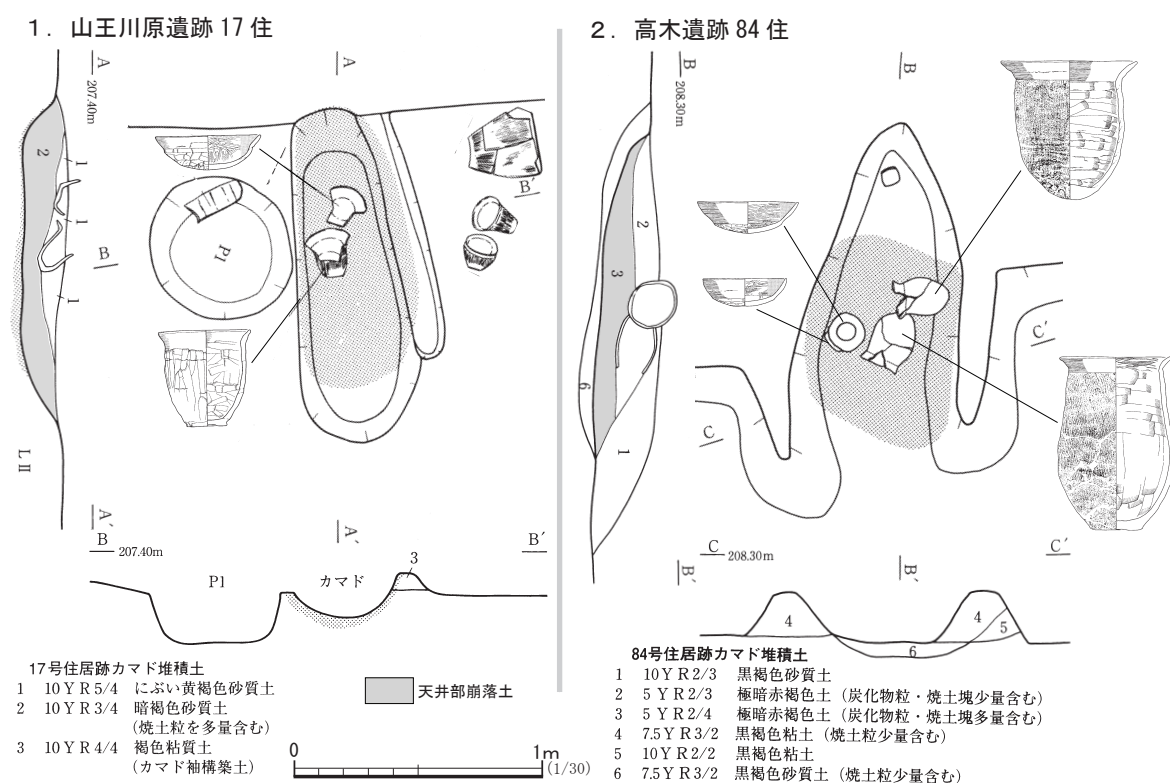 １．山王川原遺跡 17 住
２．高木遺跡 84 住
A
207.40m
A
2
1
1
1
B
B′
P1
L Ⅱ
A′
A′
B
207.40m
B′
P1
カマド
3
17号住居跡カマド堆積土
1 10ＹＲ5/4 にぶい黄褐色砂質土
2 10ＹＲ3/4 暗褐色砂質土
（焼土粒を多量含む）
3 10ＹＲ4/4 褐色粘質土
（カマド袖構築土）
天井部崩落土
0
1m
(1/30)
B
208.30m
B
2
3
6
1
C
C′
B′
B′
C
208.30m
C′
4
4
5
6
84号住居跡カマド堆積土
1 10ＹＲ2/3 黒褐色砂質土
2 5ＹＲ2/3 極暗赤褐色土（炭化物粒・焼土塊少量含む）
3 5ＹＲ2/4 極暗赤褐色土（炭化物粒・焼土塊多量含む）
4 7.5ＹＲ3/2 黒褐色粘土（焼土粒少量含む）
5 10ＹＲ2/2 黒褐色粘土
6 7.5ＹＲ3/2 黒褐色砂質土（焼土粒少量含む）